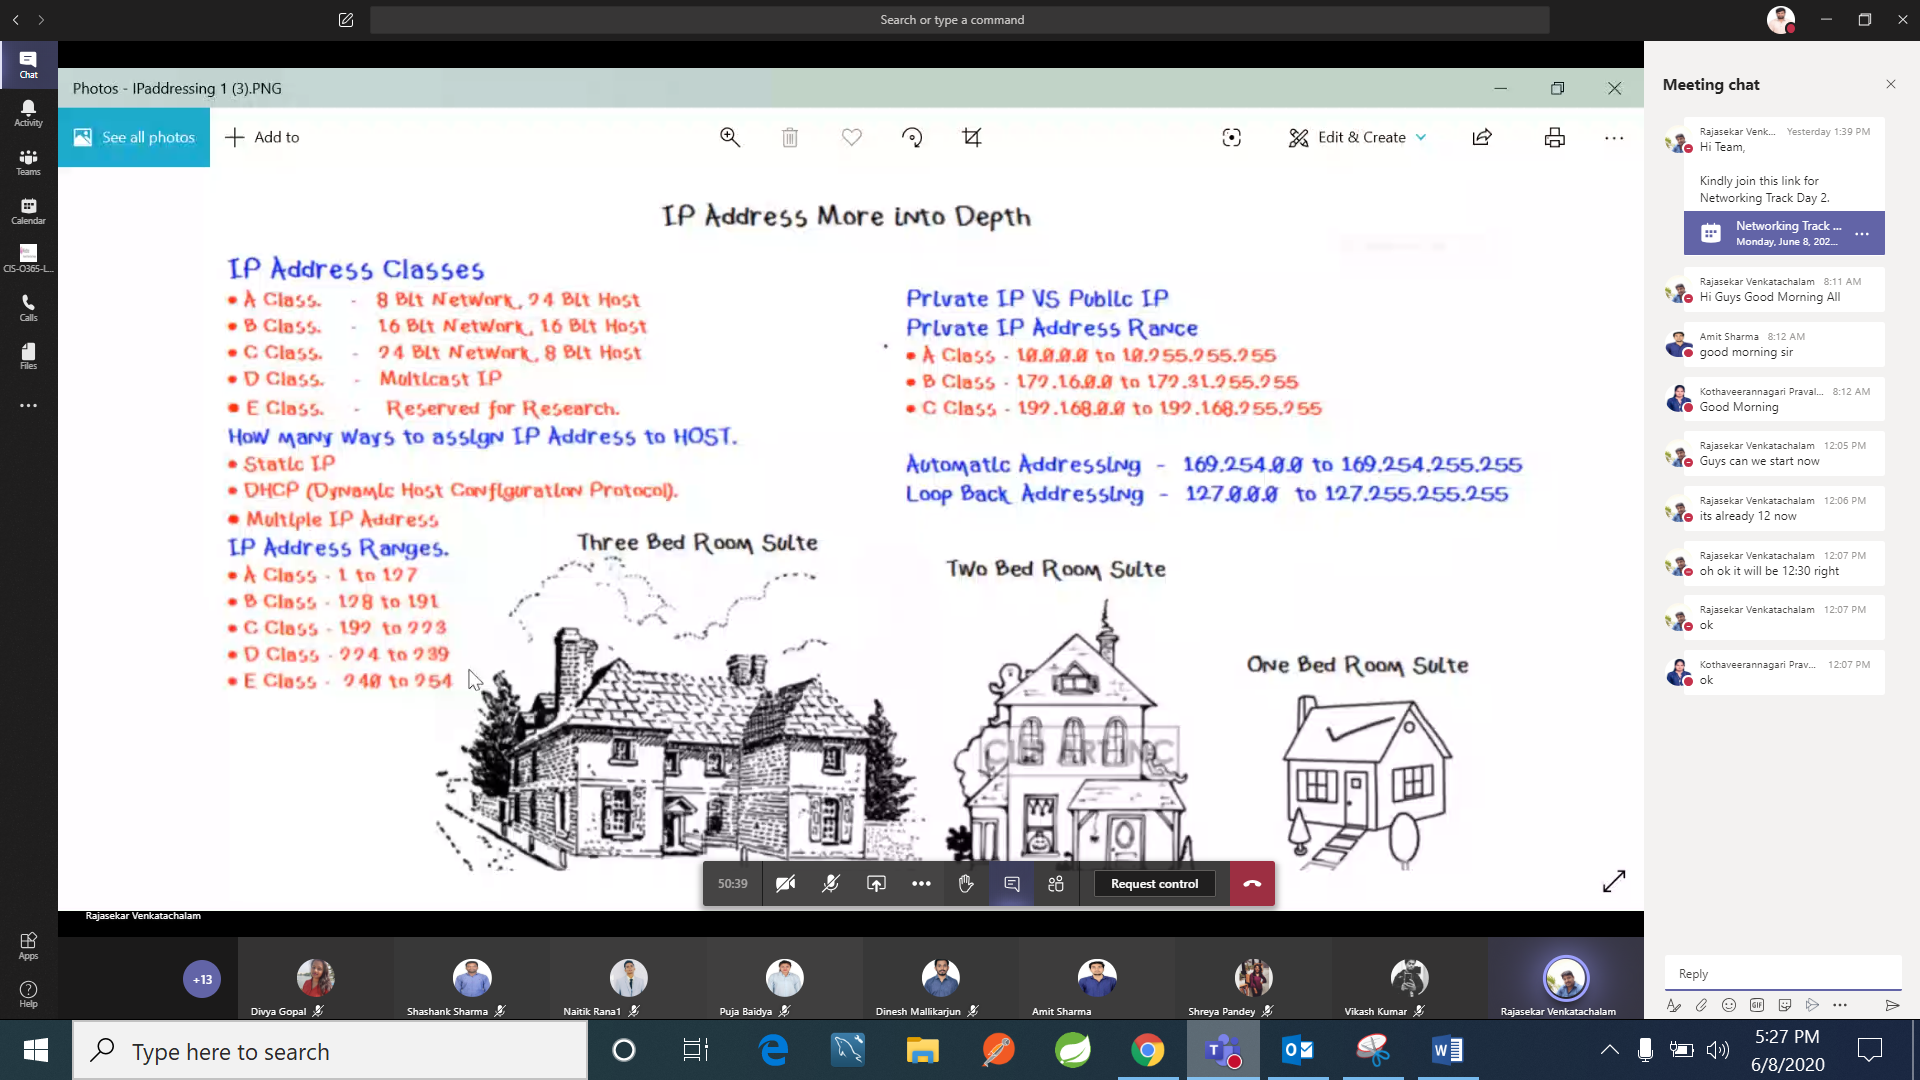 Search or type a command
Chat
Activity
Teams
Calendar
CIS-O365-L...
Calls
Files
Apps
Help
Photos - IPaddressing 1 (3).PNG
See all photos
Add to
Edit & Create
IP Address More into Depth
IP Address Classes
• A Class. - 8 Bit Network, 24 Bit Host
• B Class. - 16 Bit Network, 16 Bit Host
• C Class. - 24 Bit Network, 8 Bit Host
• D Class. - Multicast IP
• E Class. - Reserved for Research.
How many ways to assign IP Address to HOST.
• Static IP
• DHCP (Dynamic Host Configuration Protocol).
• Multiple IP Address
IP Address Ranges.
• A Class - 1 to 127
• B Class - 128 to 191
• C Class - 192 to 223
• D Class - 224 to 239
• E Class - 240 to 254
Private IP VS Public IP
Private IP Address Rance
• A Class - 10.0.0.0 to 10.255.255.255
• B Class - 172.16.0.0 to 172.31.255.255
• C Class - 192.168.0.0 to 192.168.255.255
Automatic Addressing - 169.254.0.0 to 169.254.255.255
Loop Back Addressing - 127.0.0.0 to 127.255.255.255
Three Bed Room Suite
Two Bed Room Suite
One Bed Room Suite
50:39
Request control
Rajasekar Venkatachalam
+13
Divya Gopal
Shashank Sharma
Naitik Rana1
Puja Baidya
Dinesh Mallikarjun
Amit Sharma
Shreya Pandey
Vikash Kumar
Rajasekar Venkatachalam
Meeting chat
Rajasekar Venk... Yesterday 1:39 PM
Hi Team,
Kindly join this link for
Networking Track Day 2.
Networking Track ...
Monday, June 8, 202...
Rajasekar Venkatachalam 8:11 AM
Hi Guys Good Morning All
Amit Sharma 8:12 AM
good morning sir
Kothaveerannagari Praval... 8:12 AM
Good Morning
Rajasekar Venkatachalam 12:05 PM
Guys can we start now
Rajasekar Venkatachalam 12:06 PM
its already 12 now
Rajasekar Venkatachalam 12:07 PM
oh ok it will be 12:30 right
Rajasekar Venkatachalam 12:07 PM
ok
Kothaveerannagari Prav... 12:07 PM
ok
Reply
GIF
Type here to search
5:27 PM
6/8/2020